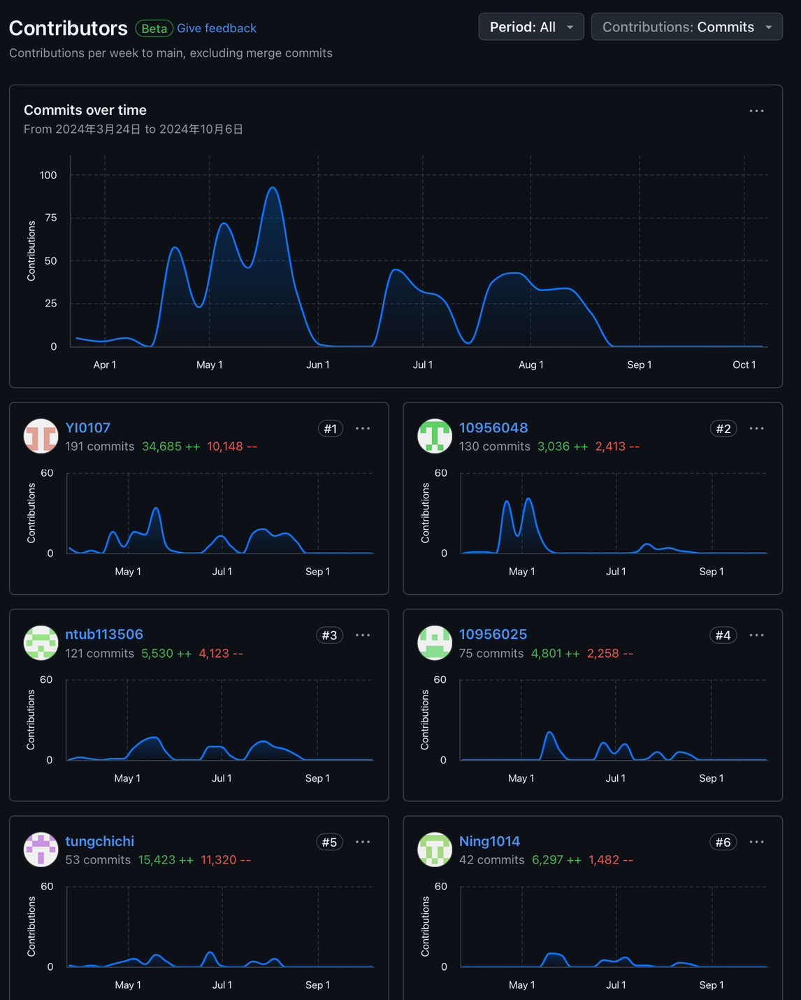 Contributors Beta Give feedback Period: All Contributions: Commits
Contributions per week to main, excluding merge commits
Commits over time
From 2024年3月24日 to 2024年10月6日
Contributions
100
75
50
25
0
Apr 1 May 1 Jun 1 Jul 1 Aug 1 Sep 1 Oct 1
YI0107 #1
191 commits 34,685 ++ 10,148 --
Contributions
60
0
May 1 Jul 1 Sep 1
10956048 #2
130 commits 3,036 ++ 2,413 --
Contributions
60
0
May 1 Jul 1 Sep 1
ntub113506 #3
121 commits 5,530 ++ 4,123 --
Contributions
60
0
May 1 Jul 1 Sep 1
10956025 #4
75 commits 4,801 ++ 2,258 --
Contributions
60
0
May 1 Jul 1 Sep 1
tungchichi #5
53 commits 15,423 ++ 11,320 --
Contributions
60
0
May 1 Jul 1 Sep 1
Ning1014 #6
42 commits 6,297 ++ 1,482 --
Contributions
60
0
May 1 Jul 1 Sep 1